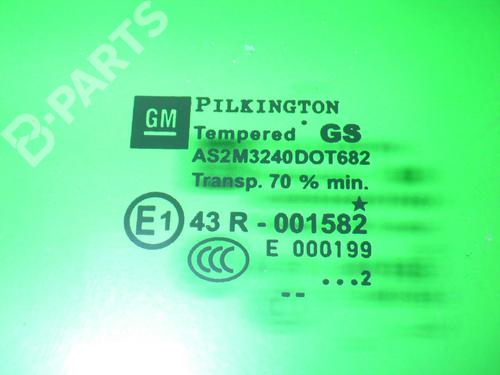 B-PARTS
GM
PILKINGTON
Tempered GS
AS2M3240DOT682
Transp. 70 % min.
E1 43 R - 001582
CCC E 000199
...2
--